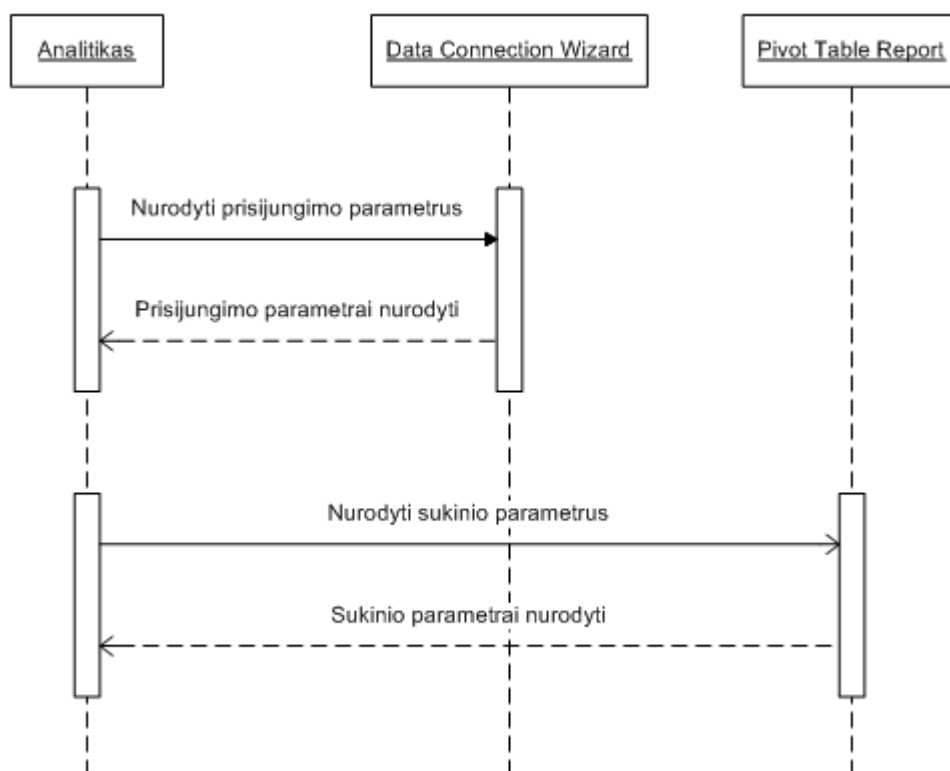 Analitikas
Data Connection Wizard
Pivot Table Report
Nurodyti prisijungimo parametrus
Prisijungimo parametrai nurodyti
Nurodyti sukinio parametrus
Sukinio parametrai nurodyti